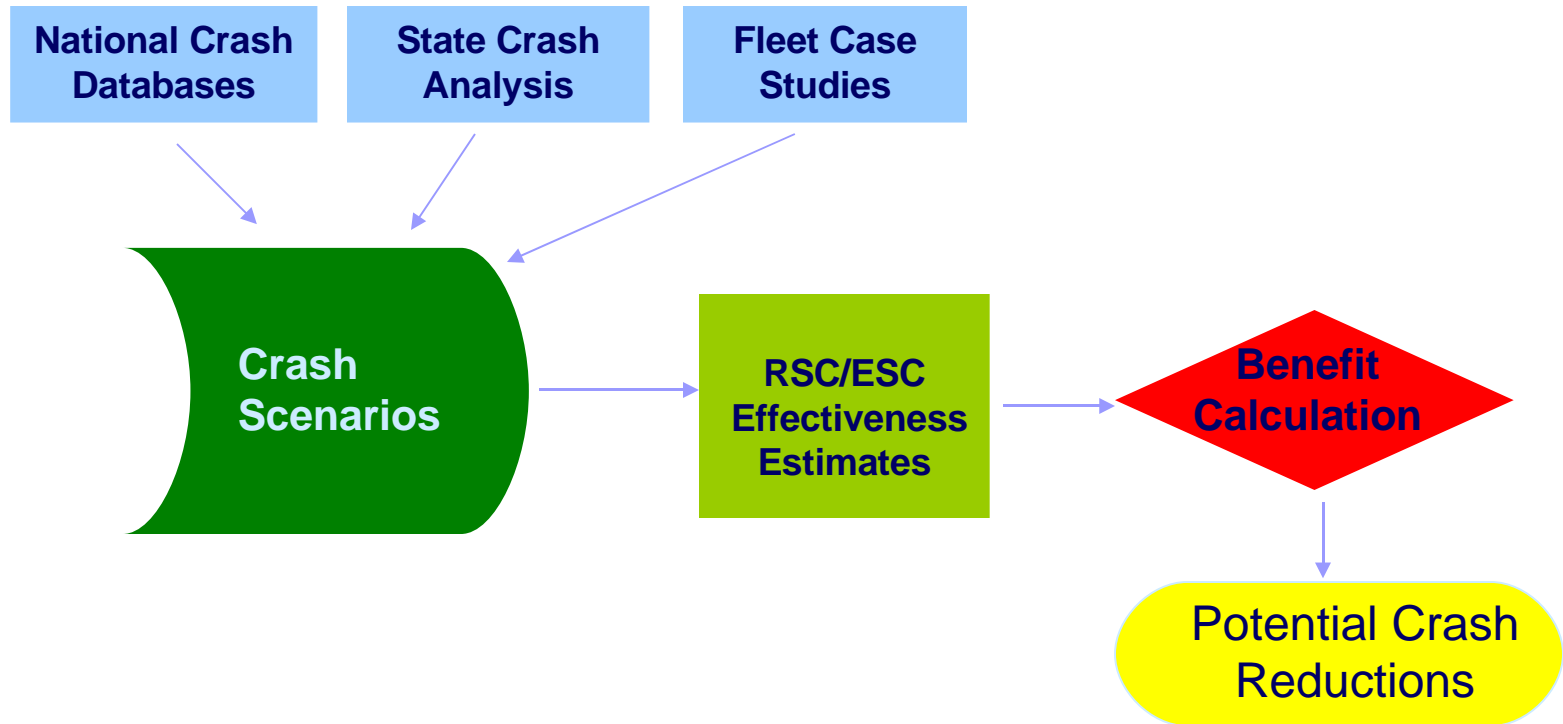 National Crash
Databases
State Crash
Analysis
Fleet Case
Studies
Crash
Scenarios
RSC/ESC
Effectiveness
Estimates
Benefit
Calculation
Potential Crash
Reductions